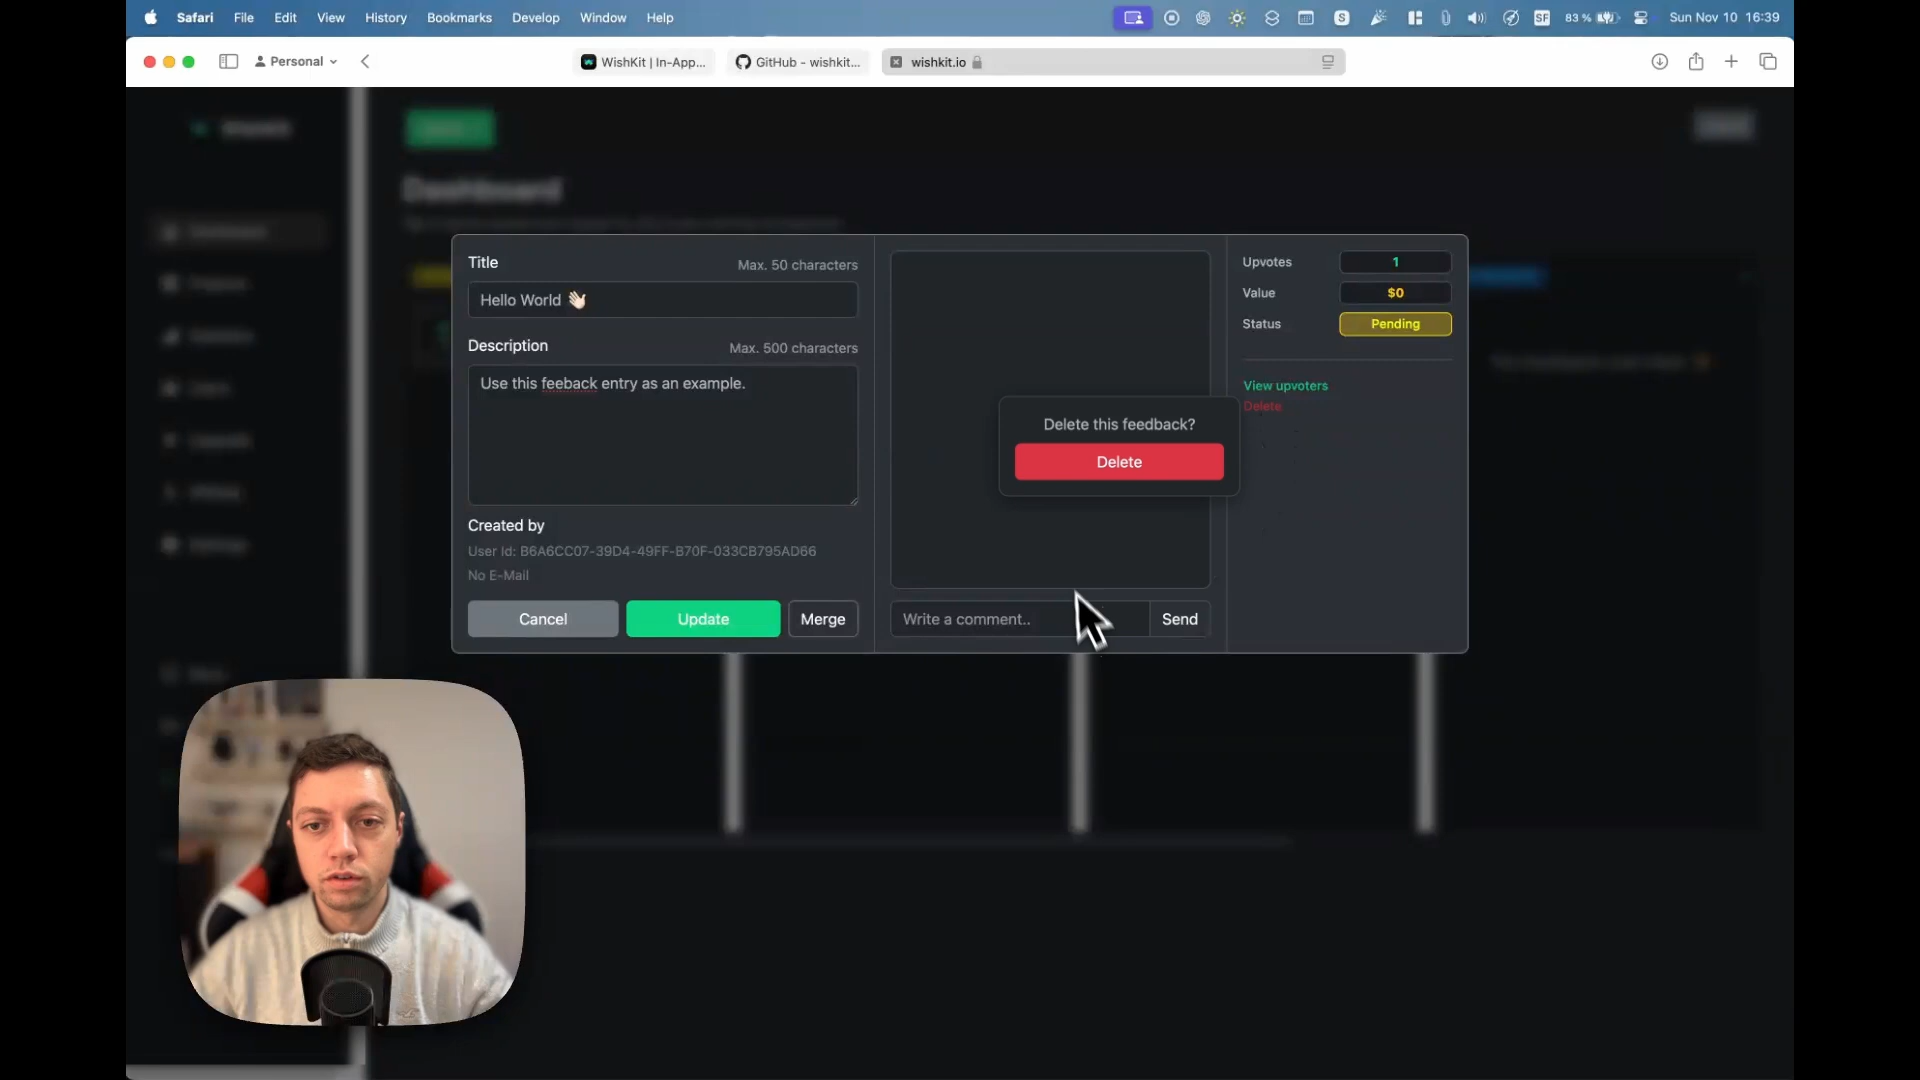 Safari File Edit View History Bookmarks Develop Window Help
S SF 83 % Sun Nov 10 16:39
Personal WishKit | In-App... GitHub - wishkit... wishkit.io
Dashboard
Title Max. 50 characters
Hello World 👋🏻
Description Max. 500 characters
Use this feeback entry as an example.
Created by
User Id: B6A6CC07-39D4-49FF-B70F-033CB795AD66
No E-Mail
Cancel Update Merge
Delete this feedback?
Delete
Write a comment.. Send
Upvotes 1
Value $0
Status Pending
View upvoters
Delete